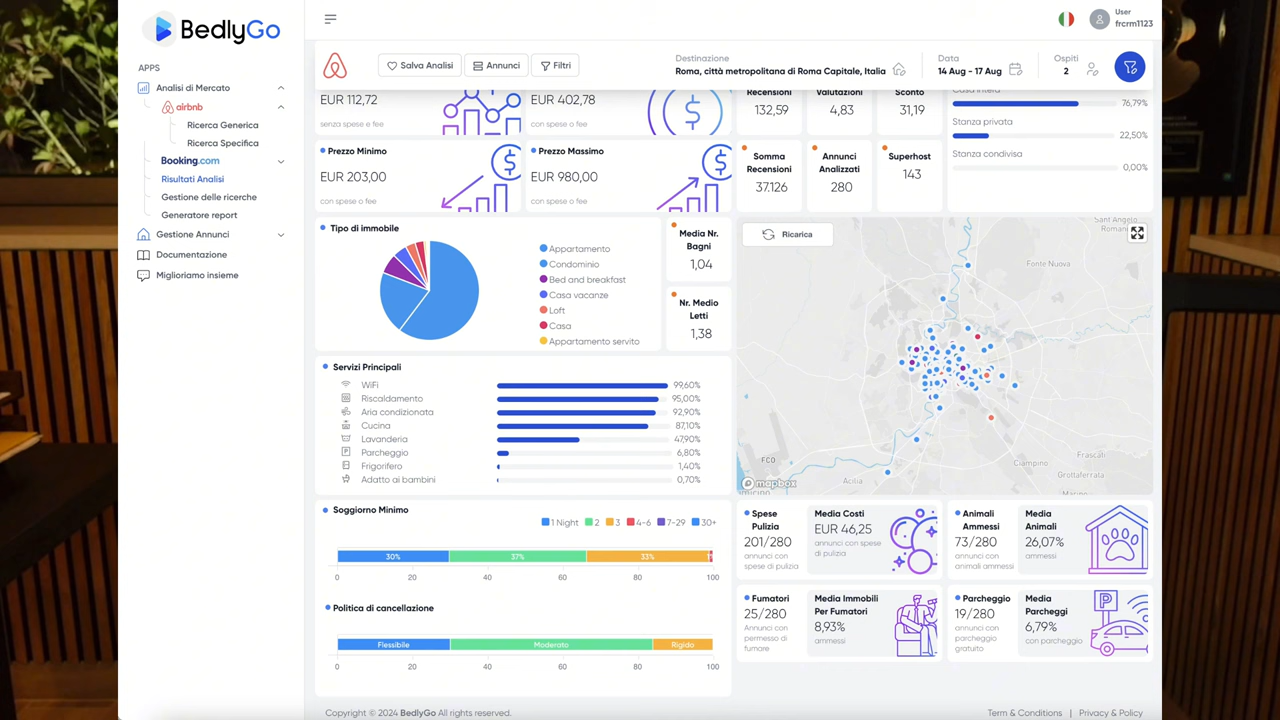 BedlyGo
User
frcrm1123
APPS
Analisi di Mercato
airbnb
Ricerca Generica
Ricerca Specifica
Booking.com
Risultati Analisi
Gestione delle ricerche
Generatore report
Gestione Annunci
Documentazione
Miglioriamo insieme
Salva Analisi
Annunci
Filtri
Destinazione
Roma, città metropolitana di Roma Capitale, Italia
Data
14 Aug - 17 Aug
Ospiti
2
EUR 112,72
senza spese e fee
EUR 402,78
con spese o fee
Recensioni
132,59
Valutazioni
4,83
Sconto
31,19
Casa intera
76,79%
Stanza privata
22,50%
Stanza condivisa
0,00%
Prezzo Minimo
EUR 203,00
con spese o fee
Prezzo Massimo
EUR 980,00
con spese o fee
Somma
Recensioni
37.126
Annunci
Analizzati
280
Superhost
143
Tipo di immobile
Appartamento
Condominio
Bed and breakfast
Casa vacanze
Loft
Casa
Appartamento servito
Media Nr.
Bagni
1,04
Nr. Medio
Letti
1,38
Ricarica
Sant'Angelo
Romano
Fonte Nuova
FCO
Acilia
Ciampino
Frascati
Grottaferrata
Marino
mapbox
Servizi Principali
WiFi 99,60%
Riscaldamento 95,00%
Aria condizionata 92,90%
Cucina 87,10%
Lavanderia 47,90%
Parcheggio 6,80%
Frigorifero 1,40%
Adatto ai bambini 0,70%
Soggiorno Minimo
1 Night 2 3 4-6 7-29 30+
30% 37% 33%
0 20 40 60 80 100
Politica di cancellazione
Flessibile Moderato Rigido
0 20 40 60 80 100
Spese
Pulizia
201/280
annunci con
spese di pulizia
Media Costi
EUR 46,25
annunci con spese
di pulizia
Animali
Ammessi
73/280
annunci con
animali ammessi
Media
Animali
26,07%
ammessi
Fumatori
25/280
Annunci con
permesso di
fumare
Media Immobili
Per Fumatori
8,93%
ammessi
Parcheggio
19/280
annunci con
parcheggio
gratuito
Media
Parcheggi
6,79%
con parcheggio
Copyright © 2024 BedlyGo All rights reserved.
Term & Conditions | Privacy & Policy